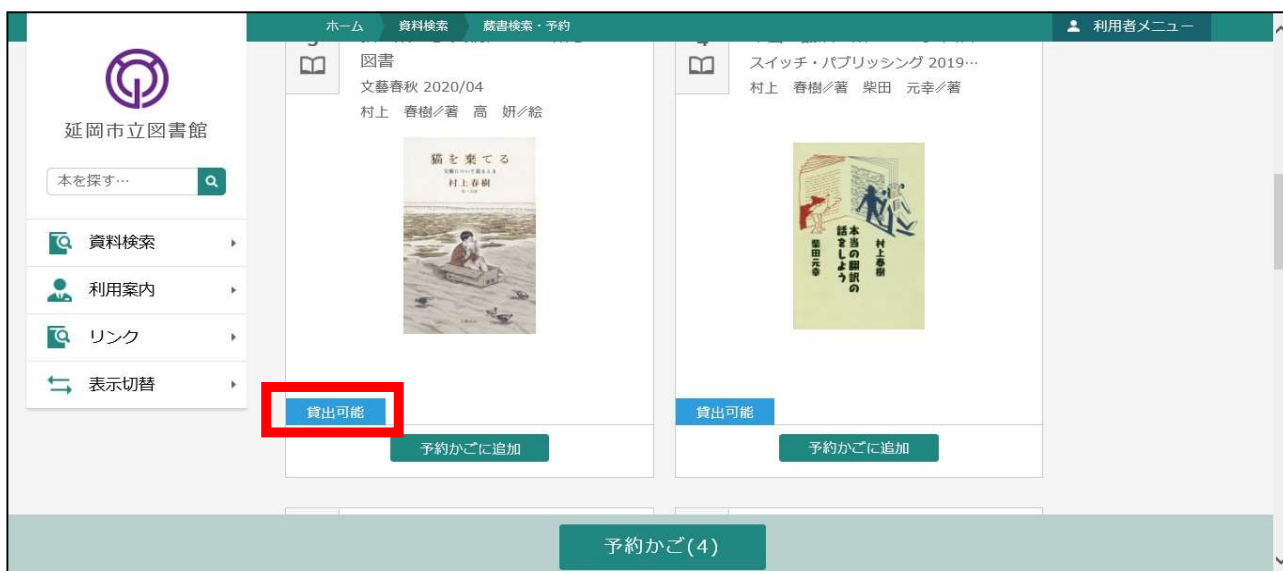 ホーム 資料検索 蔵書検索・予約 利用者メニュー
延岡市立図書館
本を探す…
資料検索
利用案内
リンク
表示切替
図書
文藝春秋 2020/04
村上 春樹∥著 高 妍∥絵
猫を棄てる
村上春樹
貸出可能
予約かごに追加
スイッチ・パブリッシング 2019…
村上 春樹∥著 柴田 元幸∥著
村上春樹
本当の翻訳の
話をしよう
柴田元幸
貸出可能
予約かごに追加
予約かご(4)